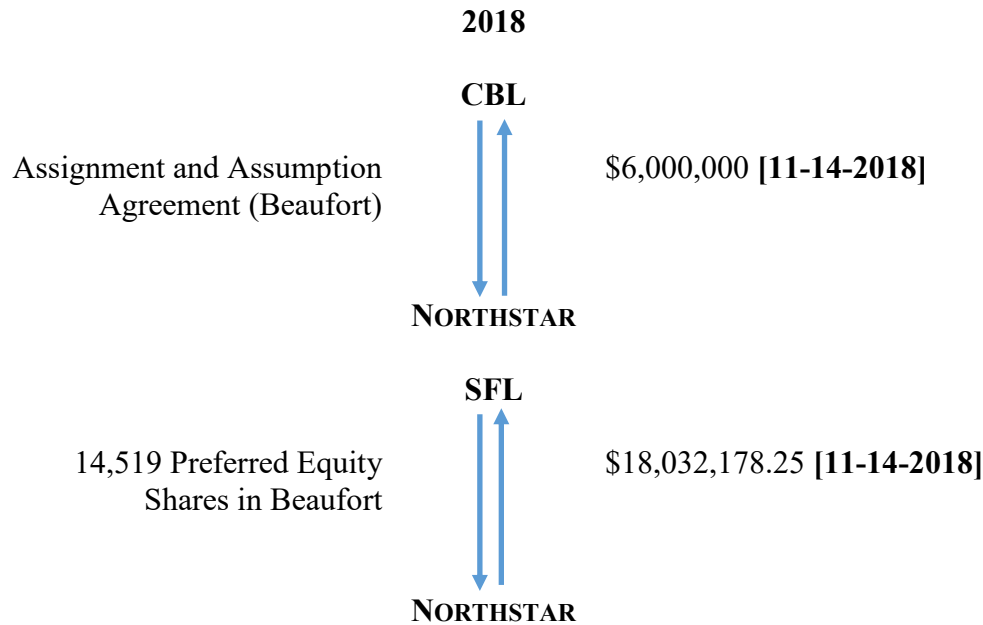 2018
CBL
Assignment and Assumption
Agreement (Beaufort)
$6,000,000 [11-14-2018]
NORTHSTAR
SFL
14,519 Preferred Equity
Shares in Beaufort
$18,032,178.25 [11-14-2018]
NORTHSTAR